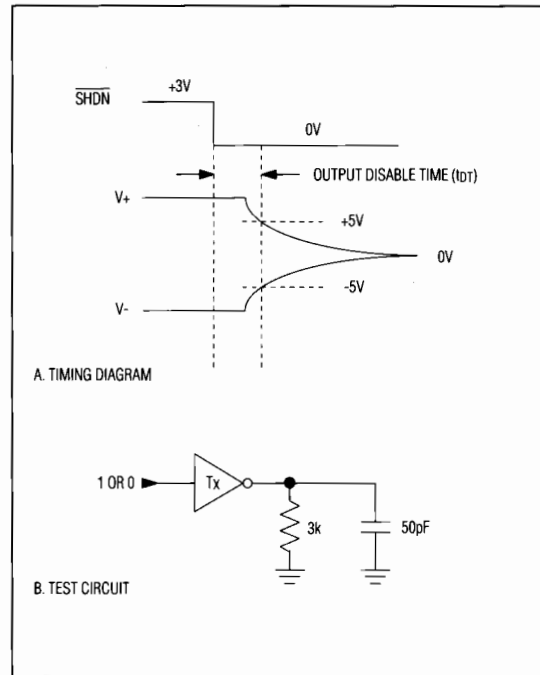 +3V
SHDN
0V
OUTPUT DISABLE TIME (tDT)
V+
+5V
0V
-5V
V-
A. TIMING DIAGRAM
1 OR 0
Tx
3k
50pF
B. TEST CIRCUIT